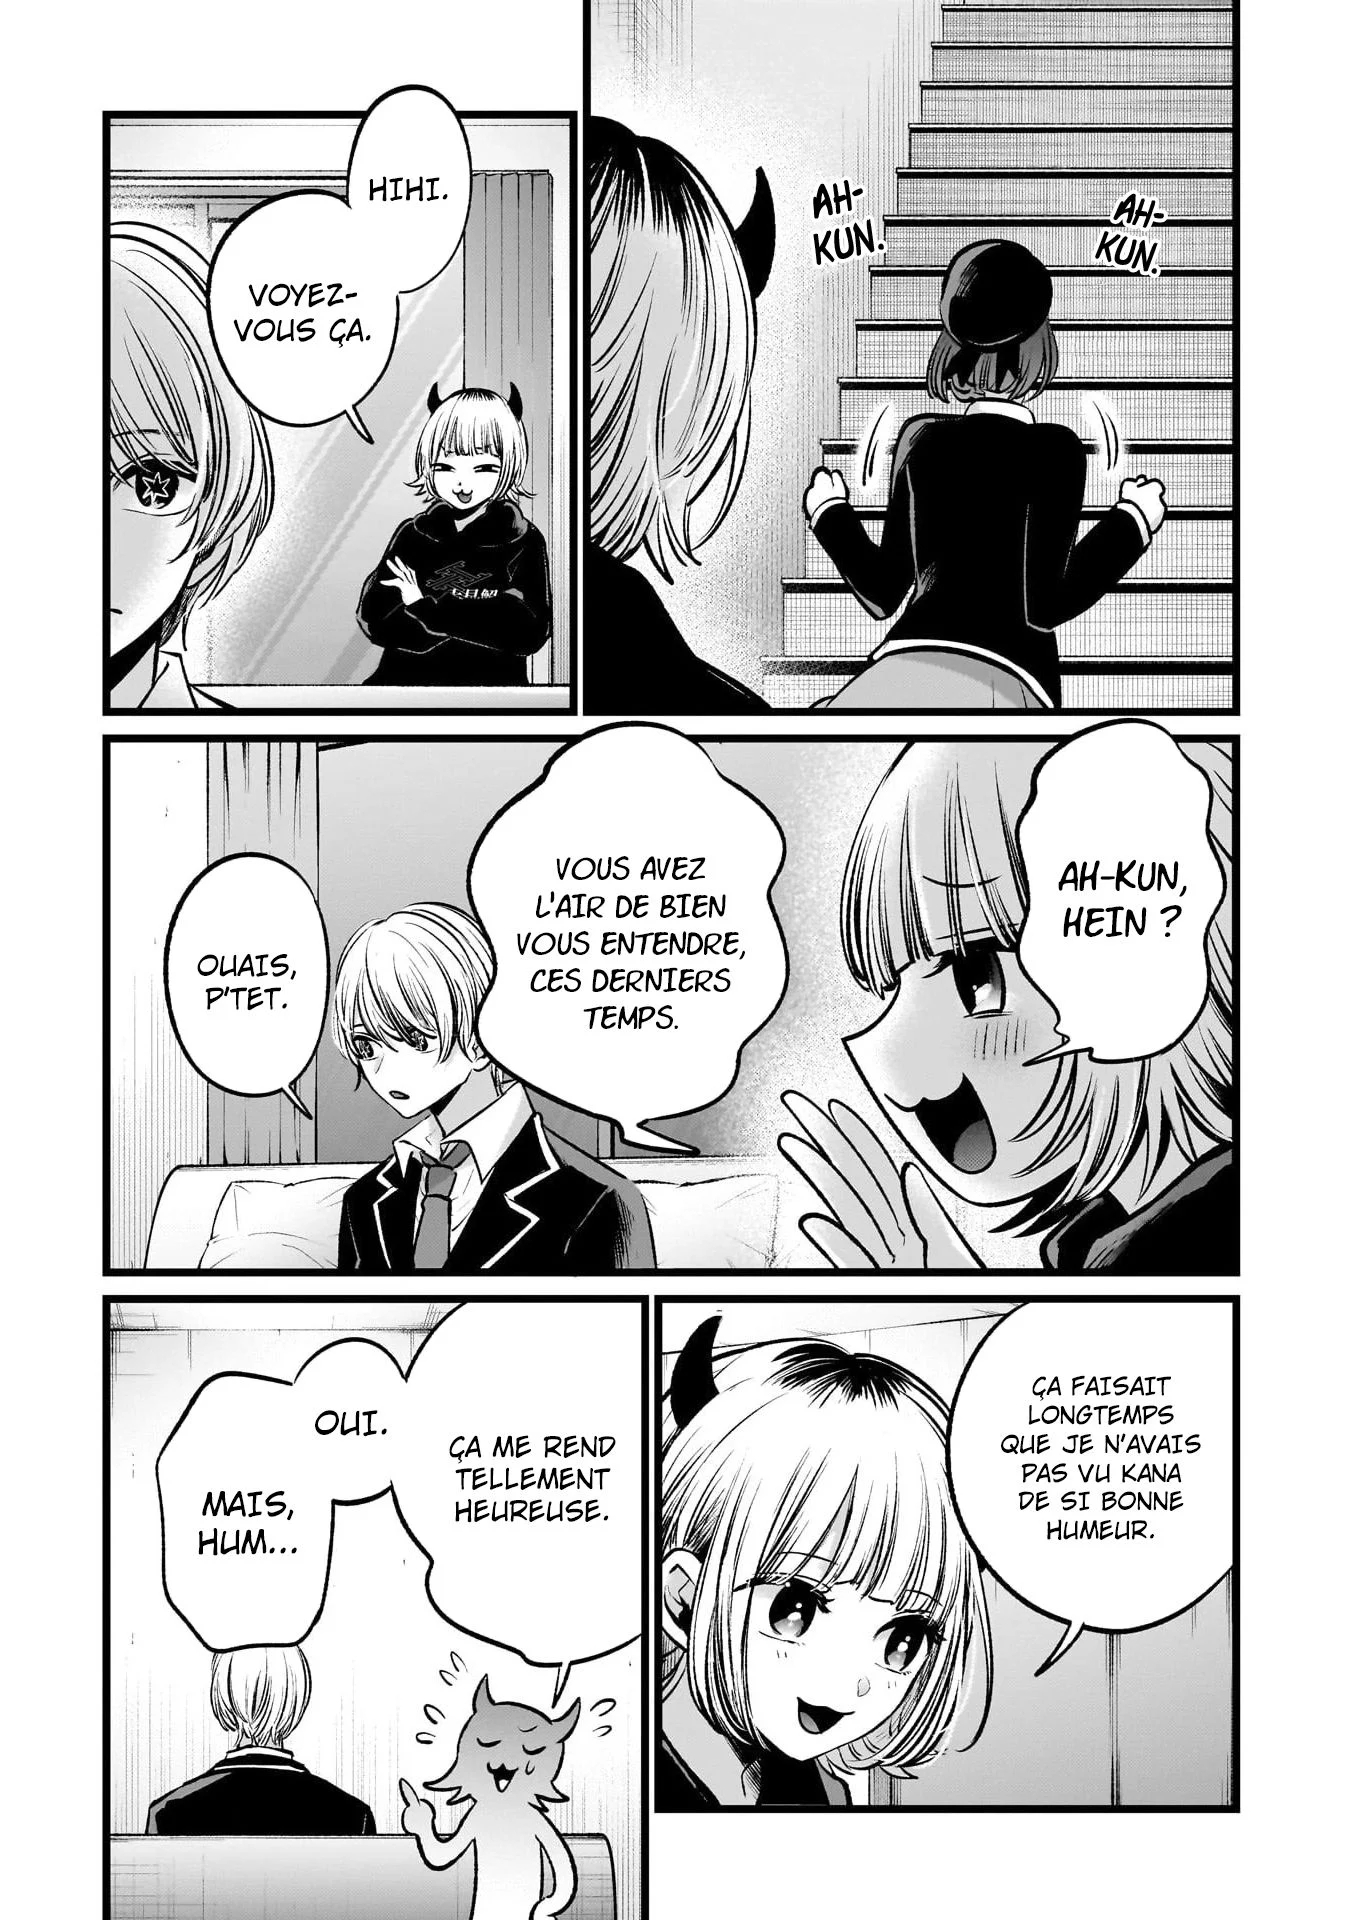 AH-
KUN.
AH-
KUN.
HIHI.
VOYEZ-
VOUS ÇA.
AH-KUN,
HEIN ?
VOUS AVEZ
L'AIR DE BIEN
VOUS ENTENDRE,
CES DERNIERS
TEMPS.
OUAIS,
P'TET.
ÇA FAISAIT
LONGTEMPS
QUE JE N'AVAIS
PAS VU KANA
DE SI BONNE
HUMEUR.
ÇA ME REND
TELLEMENT
HEUREUSE.
OUI.
MAIS,
HUM...